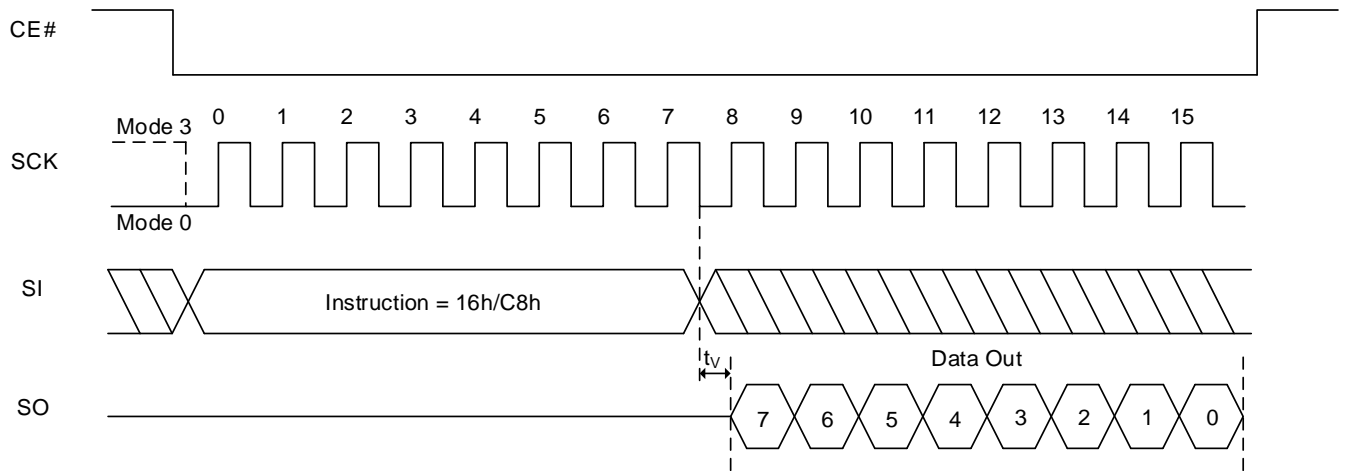 CE#
Mode 3
0 1 2 3 4 5 6 7 8 9 10 11 12 13 14 15
SCK
Mode 0
SI
Instruction = 16h/C8h
tV
Data Out
SO
7 6 5 4 3 2 1 0